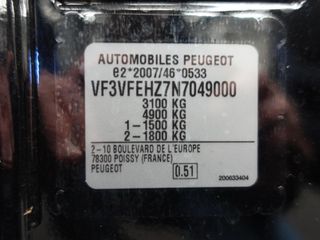 AUTOMOBILES PEUGEOT
e2*2007/46*0533
VF3VFEHZ7N7049000
3100 KG
4900 KG
1-1500 KG
2-1800 KG
2-10 BOULEVARD DE L'EUROPE
78300 POISSY (FRANCE)
PEUGEOT 0.51
200633404